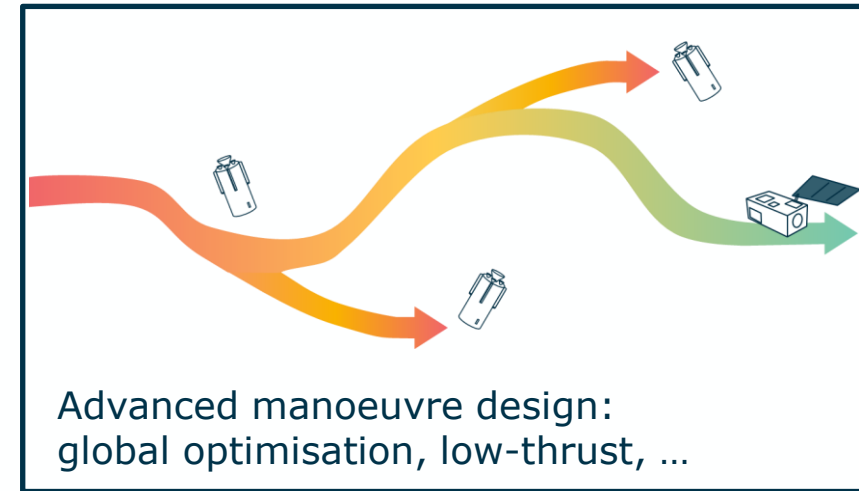 Advanced manoeuvre design:
global optimisation, low-thrust, …